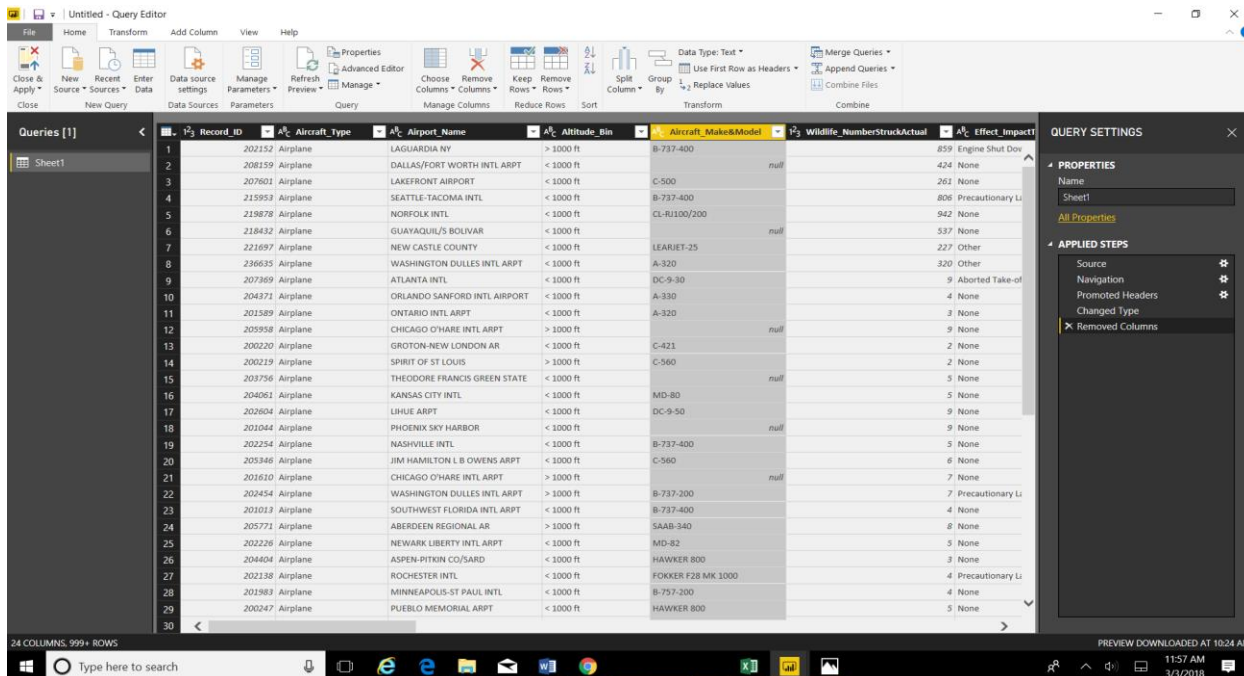 Untitled - Query Editor
File Home Transform Add Column View Help
Close & Apply
New Source
Recent Sources
Enter Data
Data source settings
Manage Parameters
Refresh Preview
Properties
Advanced Editor
Manage
Choose Columns
Remove Columns
Keep Rows
Remove Rows
Split Column
Group By
Data Type: Text
Use First Row as Headers
Replace Values
Merge Queries
Append Queries
Combine Files
Close New Query Data Sources Parameters Query Manage Columns Reduce Rows Sort Transform Combine
Queries [1]
Sheet1
Record_ID Aircraft_Type Airport_Name Altitude_Bin Aircraft_Make&Model Wildlife_NumberStruckActual Effect_ImpactT
1 202152 Airplane LAGUARDIA NY > 1000 ft B-737-400 859 Engine Shut Dov
2 208159 Airplane DALLAS/FORT WORTH INTL ARPT < 1000 ft null 424 None
3 207601 Airplane LAKEFRONT AIRPORT < 1000 ft C-500 261 None
4 215953 Airplane SEATTLE-TACOMA INTL < 1000 ft B-737-400 806 Precautionary La
5 219878 Airplane NORFOLK INTL < 1000 ft CL-RJ100/200 942 None
6 218432 Airplane GUAYAQUIL/S BOLIVAR < 1000 ft null 537 None
7 221697 Airplane NEW CASTLE COUNTY < 1000 ft LEARJET-25 227 Other
8 236635 Airplane WASHINGTON DULLES INTL ARPT < 1000 ft A-320 320 Other
9 207369 Airplane ATLANTA INTL < 1000 ft DC-9-30 9 Aborted Take-of
10 204371 Airplane ORLANDO SANFORD INTL AIRPORT < 1000 ft A-330 4 None
11 201589 Airplane ONTARIO INTL ARPT < 1000 ft A-320 3 None
12 205958 Airplane CHICAGO O'HARE INTL ARPT > 1000 ft null 9 None
13 200220 Airplane GROTON-NEW LONDON AR < 1000 ft C-421 2 None
14 200219 Airplane SPIRIT OF ST LOUIS > 1000 ft C-560 2 None
15 203756 Airplane THEODORE FRANCIS GREEN STATE < 1000 ft null 5 None
16 204061 Airplane KANSAS CITY INTL < 1000 ft MD-80 5 None
17 202604 Airplane LIHUE ARPT < 1000 ft DC-9-50 9 None
18 201044 Airplane PHOENIX SKY HARBOR < 1000 ft null 9 None
19 202254 Airplane NASHVILLE INTL < 1000 ft B-737-400 5 None
20 205346 Airplane JIM HAMILTON L B OWENS ARPT < 1000 ft C-560 6 None
21 201610 Airplane CHICAGO O'HARE INTL ARPT > 1000 ft null 7 None
22 202454 Airplane WASHINGTON DULLES INTL ARPT > 1000 ft B-737-200 7 Precautionary La
23 201013 Airplane SOUTHWEST FLORIDA INTL ARPT < 1000 ft B-737-400 4 None
24 205771 Airplane ABERDEEN REGIONAL AR > 1000 ft SAAB-340 8 None
25 202226 Airplane NEWARK LIBERTY INTL ARPT < 1000 ft MD-82 5 None
26 204404 Airplane ASPEN-PITKIN CO/SARD < 1000 ft HAWKER 800 3 None
27 202138 Airplane ROCHESTER INTL < 1000 ft FOKKER F28 MK 1000 4 Precautionary La
28 201983 Airplane MINNEAPOLIS-ST PAUL INTL < 1000 ft B-757-200 4 None
29 200247 Airplane PUEBLO MEMORIAL ARPT < 1000 ft HAWKER 800 5 None
30
QUERY SETTINGS
PROPERTIES
Name
Sheet1
All Properties
APPLIED STEPS
Source
Navigation
Promoted Headers
Changed Type
Removed Columns
24 COLUMNS, 999+ ROWS
PREVIEW DOWNLOADED AT 10:24 A
Type here to search
11:57 AM
3/3/2018